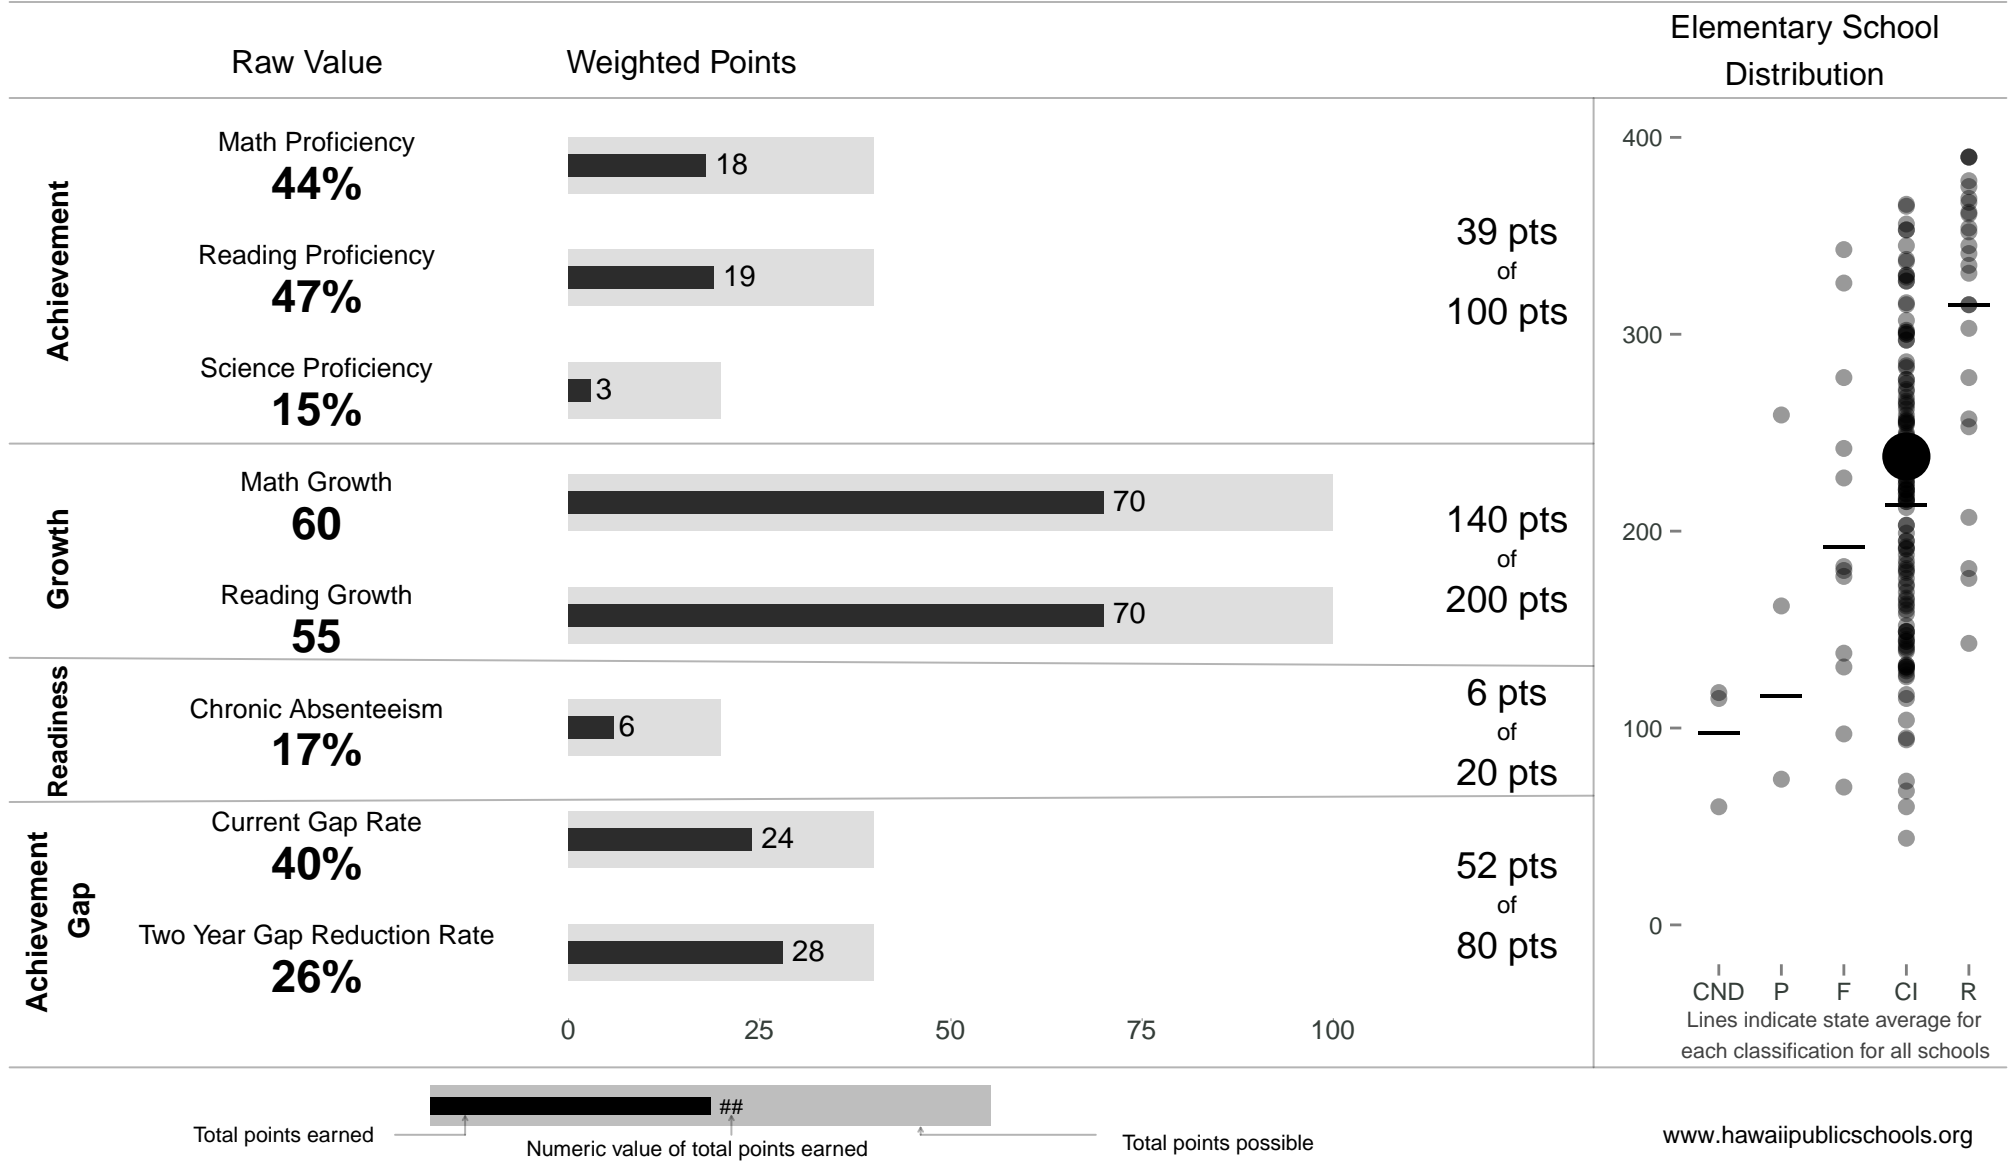 Raw Value
Weighted Points
Elementary School
Distribution
Achievement
Math Proficiency
44%
18
Reading Proficiency
47%
19
Science Proficiency
15%
3
39 pts
of
100 pts
Growth
Math Growth
60
70
Reading Growth
55
70
140 pts
of
200 pts
Readiness
Chronic Absenteeism
17%
6
6 pts
of
20 pts
Achievement
Gap
Current Gap Rate
40%
24
Two Year Gap Reduction Rate
26%
28
52 pts
of
80 pts
0 25 50 75 100
400
300
200
100
0
CND P F CI R
Lines indicate state average for
each classification for all schools
##
Total points earned
Numeric value of total points earned
Total points possible
www.hawaiipublicschools.org